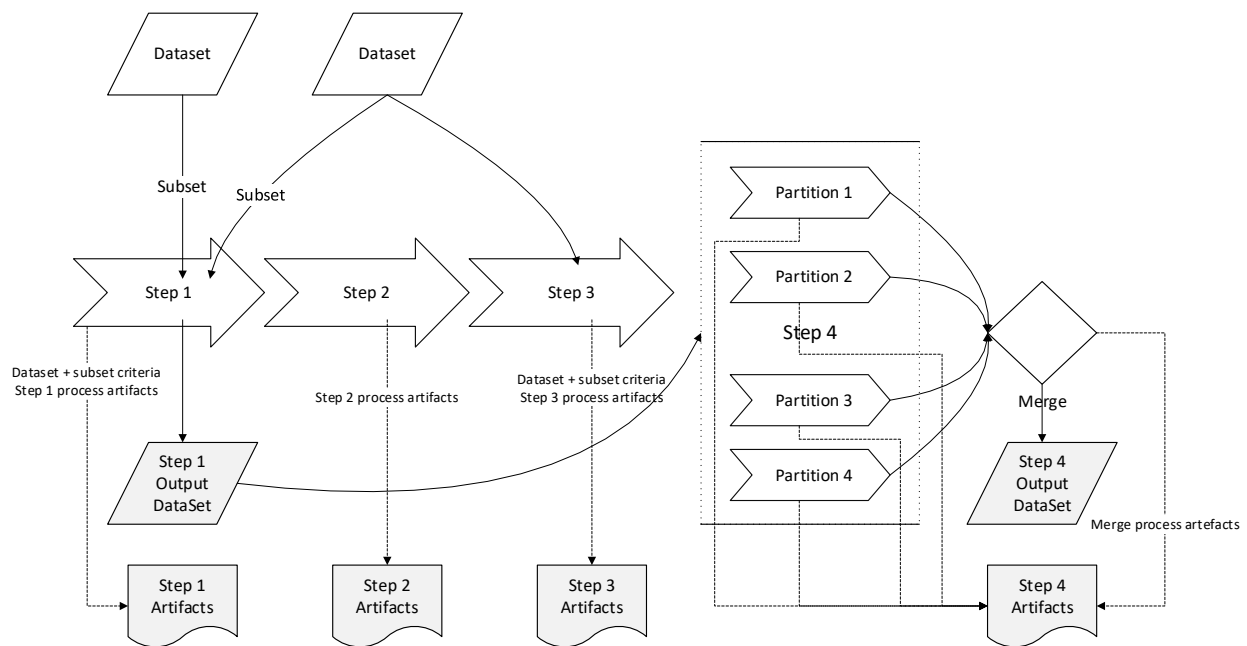 Dataset
Dataset
Subset
Subset
Partition 1
Partition 2
Step 1
Step 2
Step 3
Step 4
Dataset + subset criteria
Step 1 process artifacts
Step 2 process artifacts
Dataset + subset criteria
Step 3 process artifacts
Partition 3
Merge
Partition 4
Step 1
Output
DataSet
Step 4
Output
DataSet
Merge process artefacts
Step 1
Artifacts
Step 2
Artifacts
Step 3
Artifacts
Step 4
Artifacts